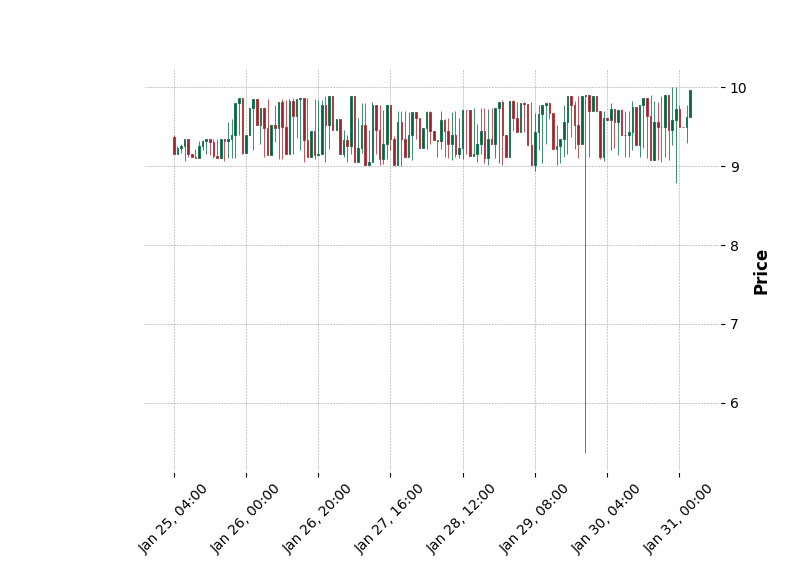 10
9
8
7
6
Price
Jan 25, 04:00
Jan 26, 00:00
Jan 26, 20:00
Jan 27, 16:00
Jan 28, 12:00
Jan 29, 08:00
Jan 30, 04:00
Jan 31, 00:00